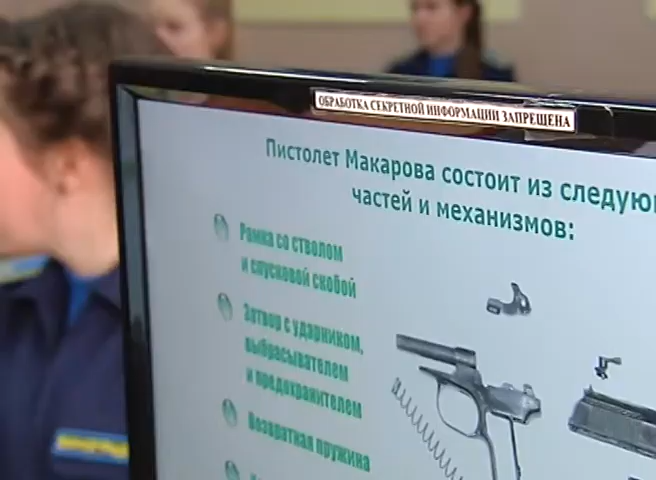 ОБРАБОТКА СЕКРЕТНОЙ ИНФОРМАЦИИ ЗАПРЕЩЕНА
Пистолет Макарова состоит из следую
частей и механизмов:
Рамка со стволом
и спусковой скобой
Затвор с ударником,
выбрасывателем
и предохранителем
Возвратная пружина